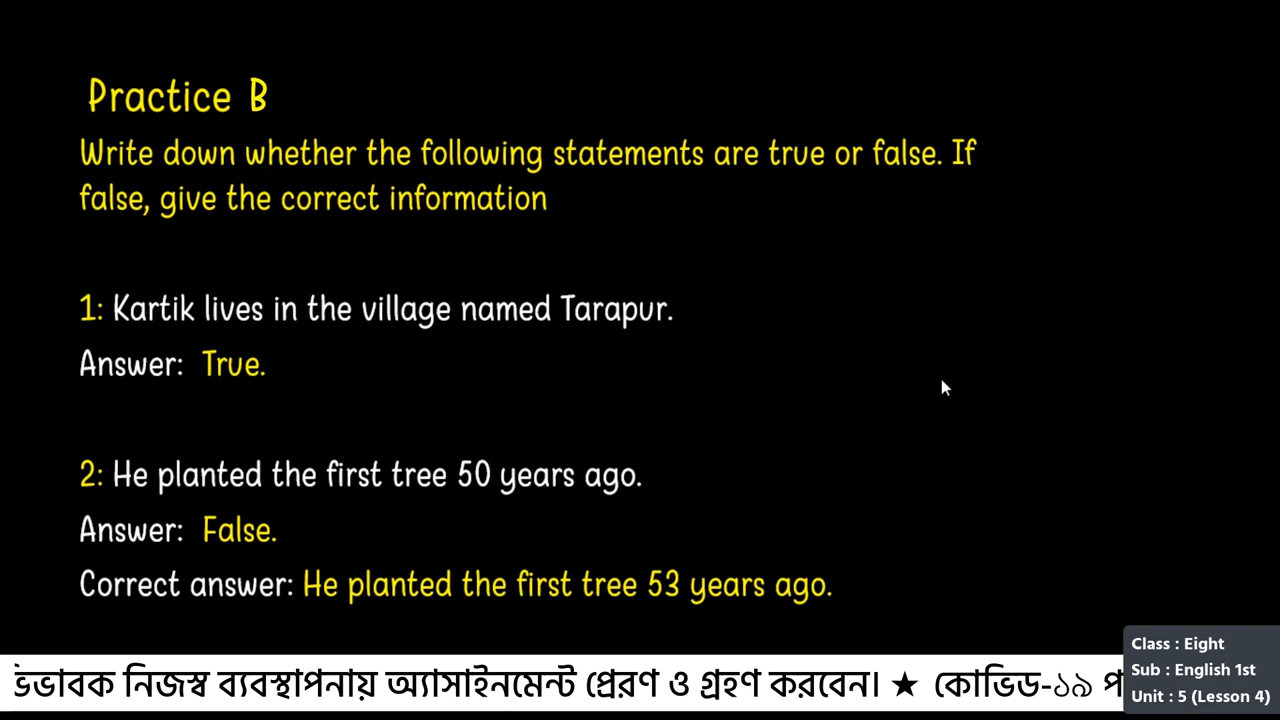 Practice B
Write down whether the following statements are true or false. If
false, give the correct information
1: Kartik lives in the village named Tarapur.
Answer: True.
2: He planted the first tree 50 years ago.
Answer: False.
Correct answer: He planted the first tree 53 years ago.
Class : Eight
Sub : English 1st
Unit : 5 (Lesson 4)
নিজস্ব ব্যবস্থাপনায় অ্যাসাইনমেন্ট প্রেরণ ও গ্রহণ করবেন। ★ কোভিড-১৯